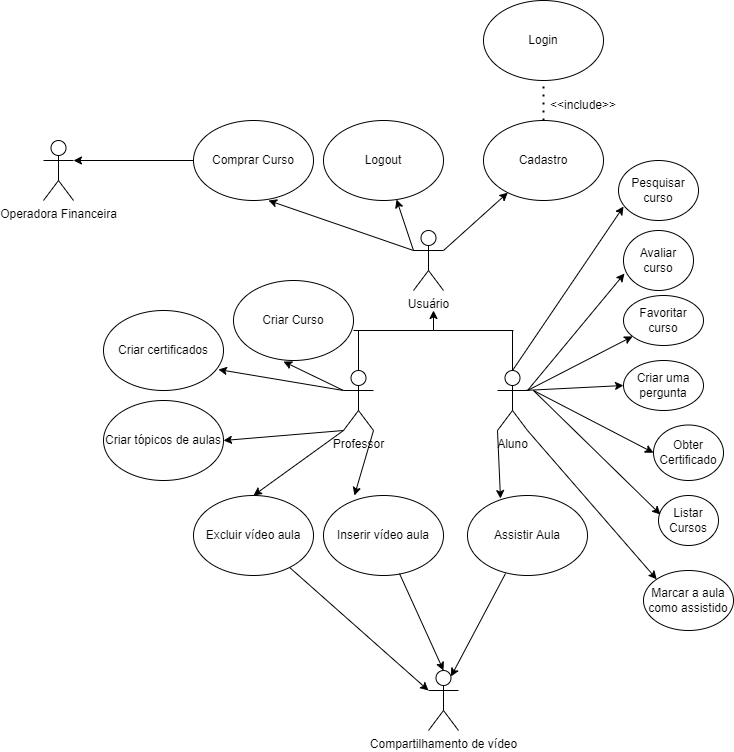 Login
<<include>>
Comprar Curso
Logout
Cadastro
Operadora Financeira
Pesquisar
curso
Avaliar
curso
Usuário
Favoritar
curso
Criar Curso
Criar certificados
Criar uma
pergunta
Criar tópicos de aulas
Professor
Aluno
Obter
Certificado
Listar
Cursos
Excluir vídeo aula
Inserir vídeo aula
Assistir Aula
Marcar a aula
como assistido
Compartilhamento de vídeo